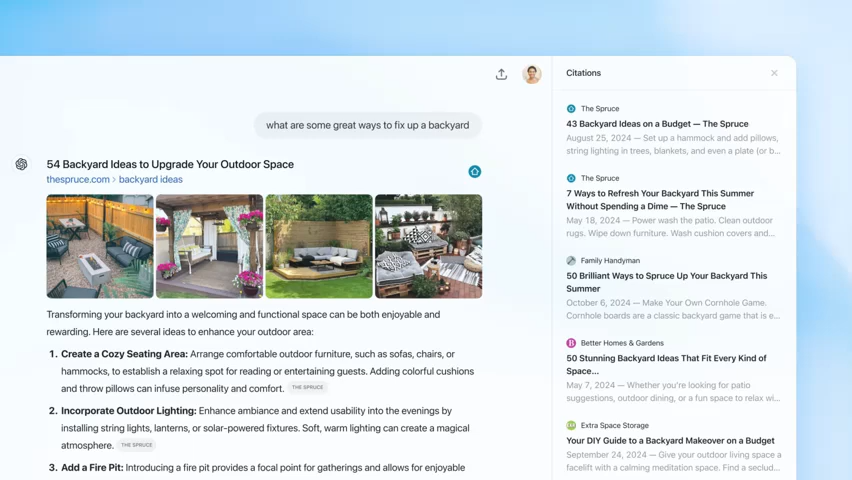 what are some great ways to fix up a backyard
54 Backyard Ideas to Upgrade Your Outdoor Space
thespruce.com > backyard ideas
Transforming your backyard into a welcoming and functional space can be both enjoyable and
rewarding. Here are several ideas to enhance your outdoor area:
1. Create a Cozy Seating Area: Arrange comfortable outdoor furniture, such as sofas, chairs, or
hammocks, to establish a relaxing spot for reading or entertaining guests. Adding colorful cushions
and throw pillows can infuse personality and comfort. THE SPRUCE
2. Incorporate Outdoor Lighting: Enhance ambiance and extend usability into the evenings by
installing string lights, lanterns, or solar-powered fixtures. Soft, warm lighting can create a magical
atmosphere. THE SPRUCE
3. Add a Fire Pit: Introducing a fire pit provides a focal point for gatherings and allows for enjoyable
Citations
The Spruce
43 Backyard Ideas on a Budget — The Spruce
August 25, 2024 — Set up a hammock and add pillows,
string lighting in trees, blankets, and even a plate (or b...
The Spruce
7 Ways to Refresh Your Backyard This Summer
Without Spending a Dime — The Spruce
May 18, 2024 — Power wash the patio. Clean outdoor
rugs. Wipe down furniture. Wash cushion covers and...
Family Handyman
50 Brilliant Ways to Spruce Up Your Backyard This
Summer
October 6, 2024 — Make Your Own Cornhole Game.
Cornhole boards are a classic backyard game that is e...
B
Better Homes & Gardens
50 Stunning Backyard Ideas That Fit Every Kind of
Space...
May 7, 2024 — Whether you're looking for patio
suggestions, outdoor dining, or a fun space to relax wi...
Extra Space Storage
Your DIY Guide to a Backyard Makeover on a Budget
September 24, 2024 — Give your outdoor living space a
facelift with a calming meditation space. Find a seclud...